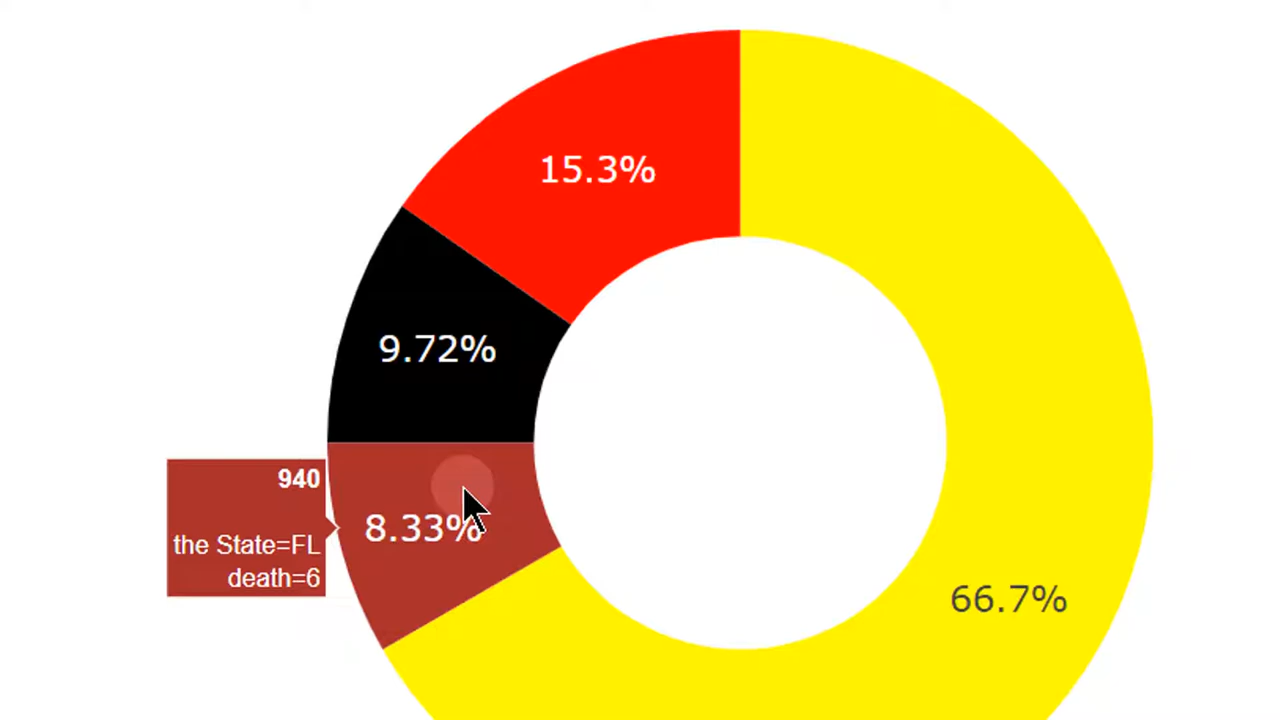 15.3%
9.72%
940
the State=FL
death=6
8.33%
66.7%